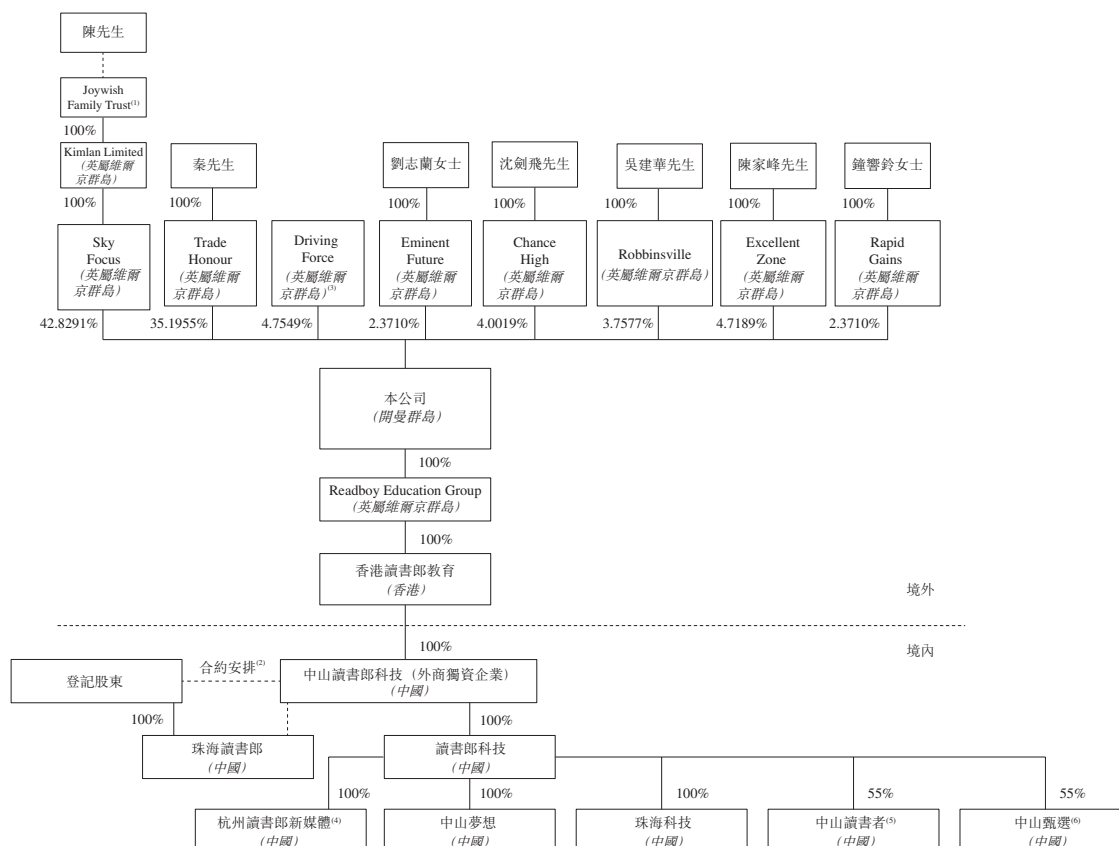 陳先生
Joywish
Family Trust(1)
100%
Kimlan Limited
(英屬維爾
京群島)
秦先生
劉志蘭女士
沈劍飛先生
吳建華先生
陳家峰先生
鐘響鈴女士
100%
100%
100%
100%
100%
100%
100%
Sky
Focus
(英屬維爾
京群島)
Trade
Honour
(英屬維爾
京群島)
Driving
Force
(英屬維爾
京群島)(3)
Eminent
Future
(英屬維爾
京群島)
Chance
High
(英屬維爾
京群島)
Robbinsville
(英屬維爾京群島)
Excellent
Zone
(英屬維爾
京群島)
Rapid
Gains
(英屬維爾
京群島)
42.8291%
35.1955%
4.7549%
2.3710%
4.0019%
3.7577%
4.7189%
2.3710%
本公司
(開曼群島)
100%
Readboy Education Group
(英屬維爾京群島)
100%
香港讀書郎教育
(香港)
境外
100%
境內
登記股東
合約安排(2)
中山讀書郎科技(外商獨資企業)
(中國)
100%
100%
珠海讀書郎
(中國)
讀書郎科技
(中國)
100%
100%
100%
55%
55%
杭州讀書郎新媒體(4)
(中國)
中山夢想
(中國)
珠海科技
(中國)
中山讀書者(5)
(中國)
中山甄選(6)
(中國)